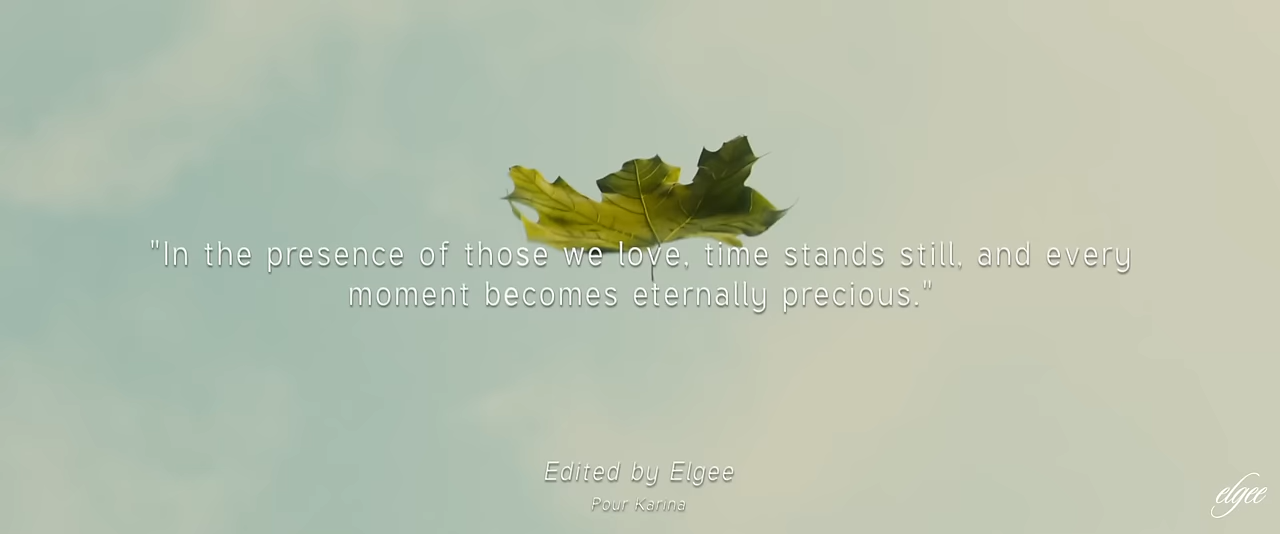 "In the presence of those we love, time stands still, and every
moment becomes eternally precious."
Edited by Elgee
Pour Karina
elgee